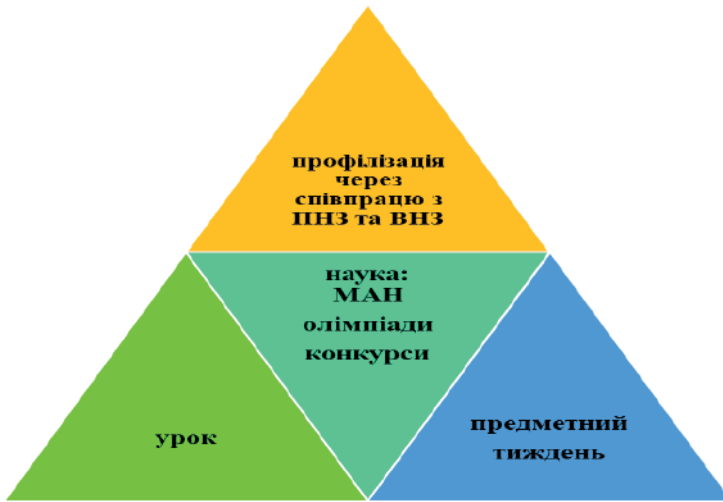 профілізація
через
співпрацю з
ПНЗ та ВНЗ
наука:
МАН
олімпіади
конкурси
урок
предметний
тиждень